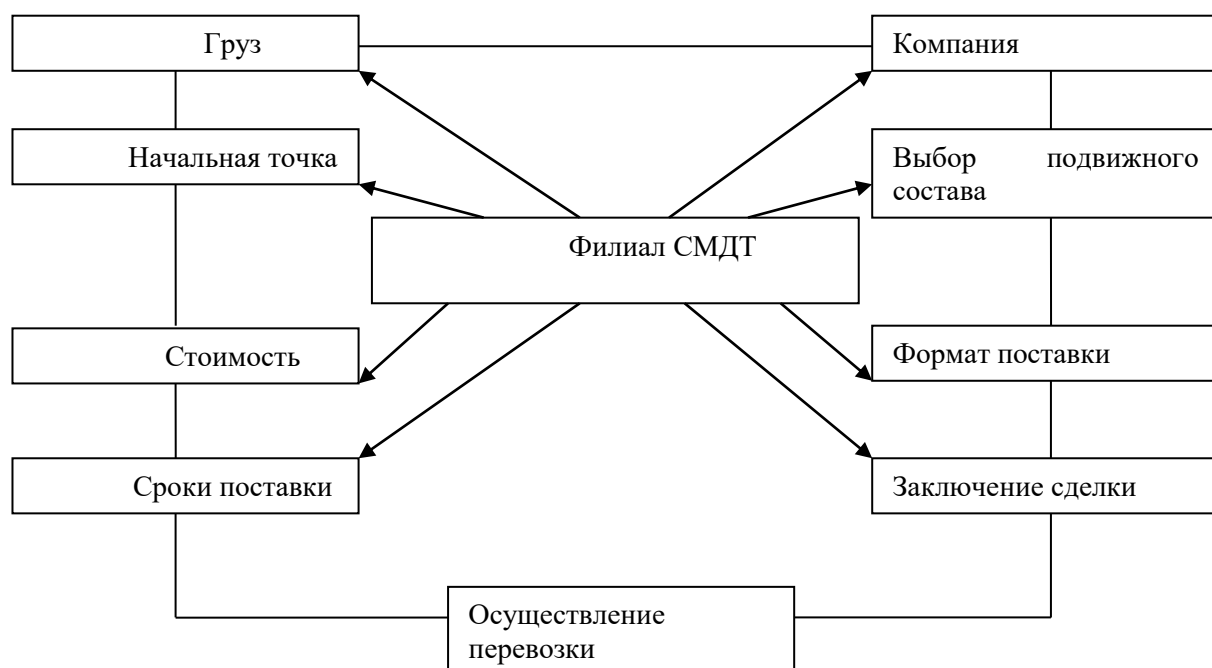 Груз
Компания
Начальная точка
Выбор подвижного
состава
Филиал СМДТ
Стоимость
Формат поставки
Сроки поставки
Заключение сделки
Осуществление
перевозки